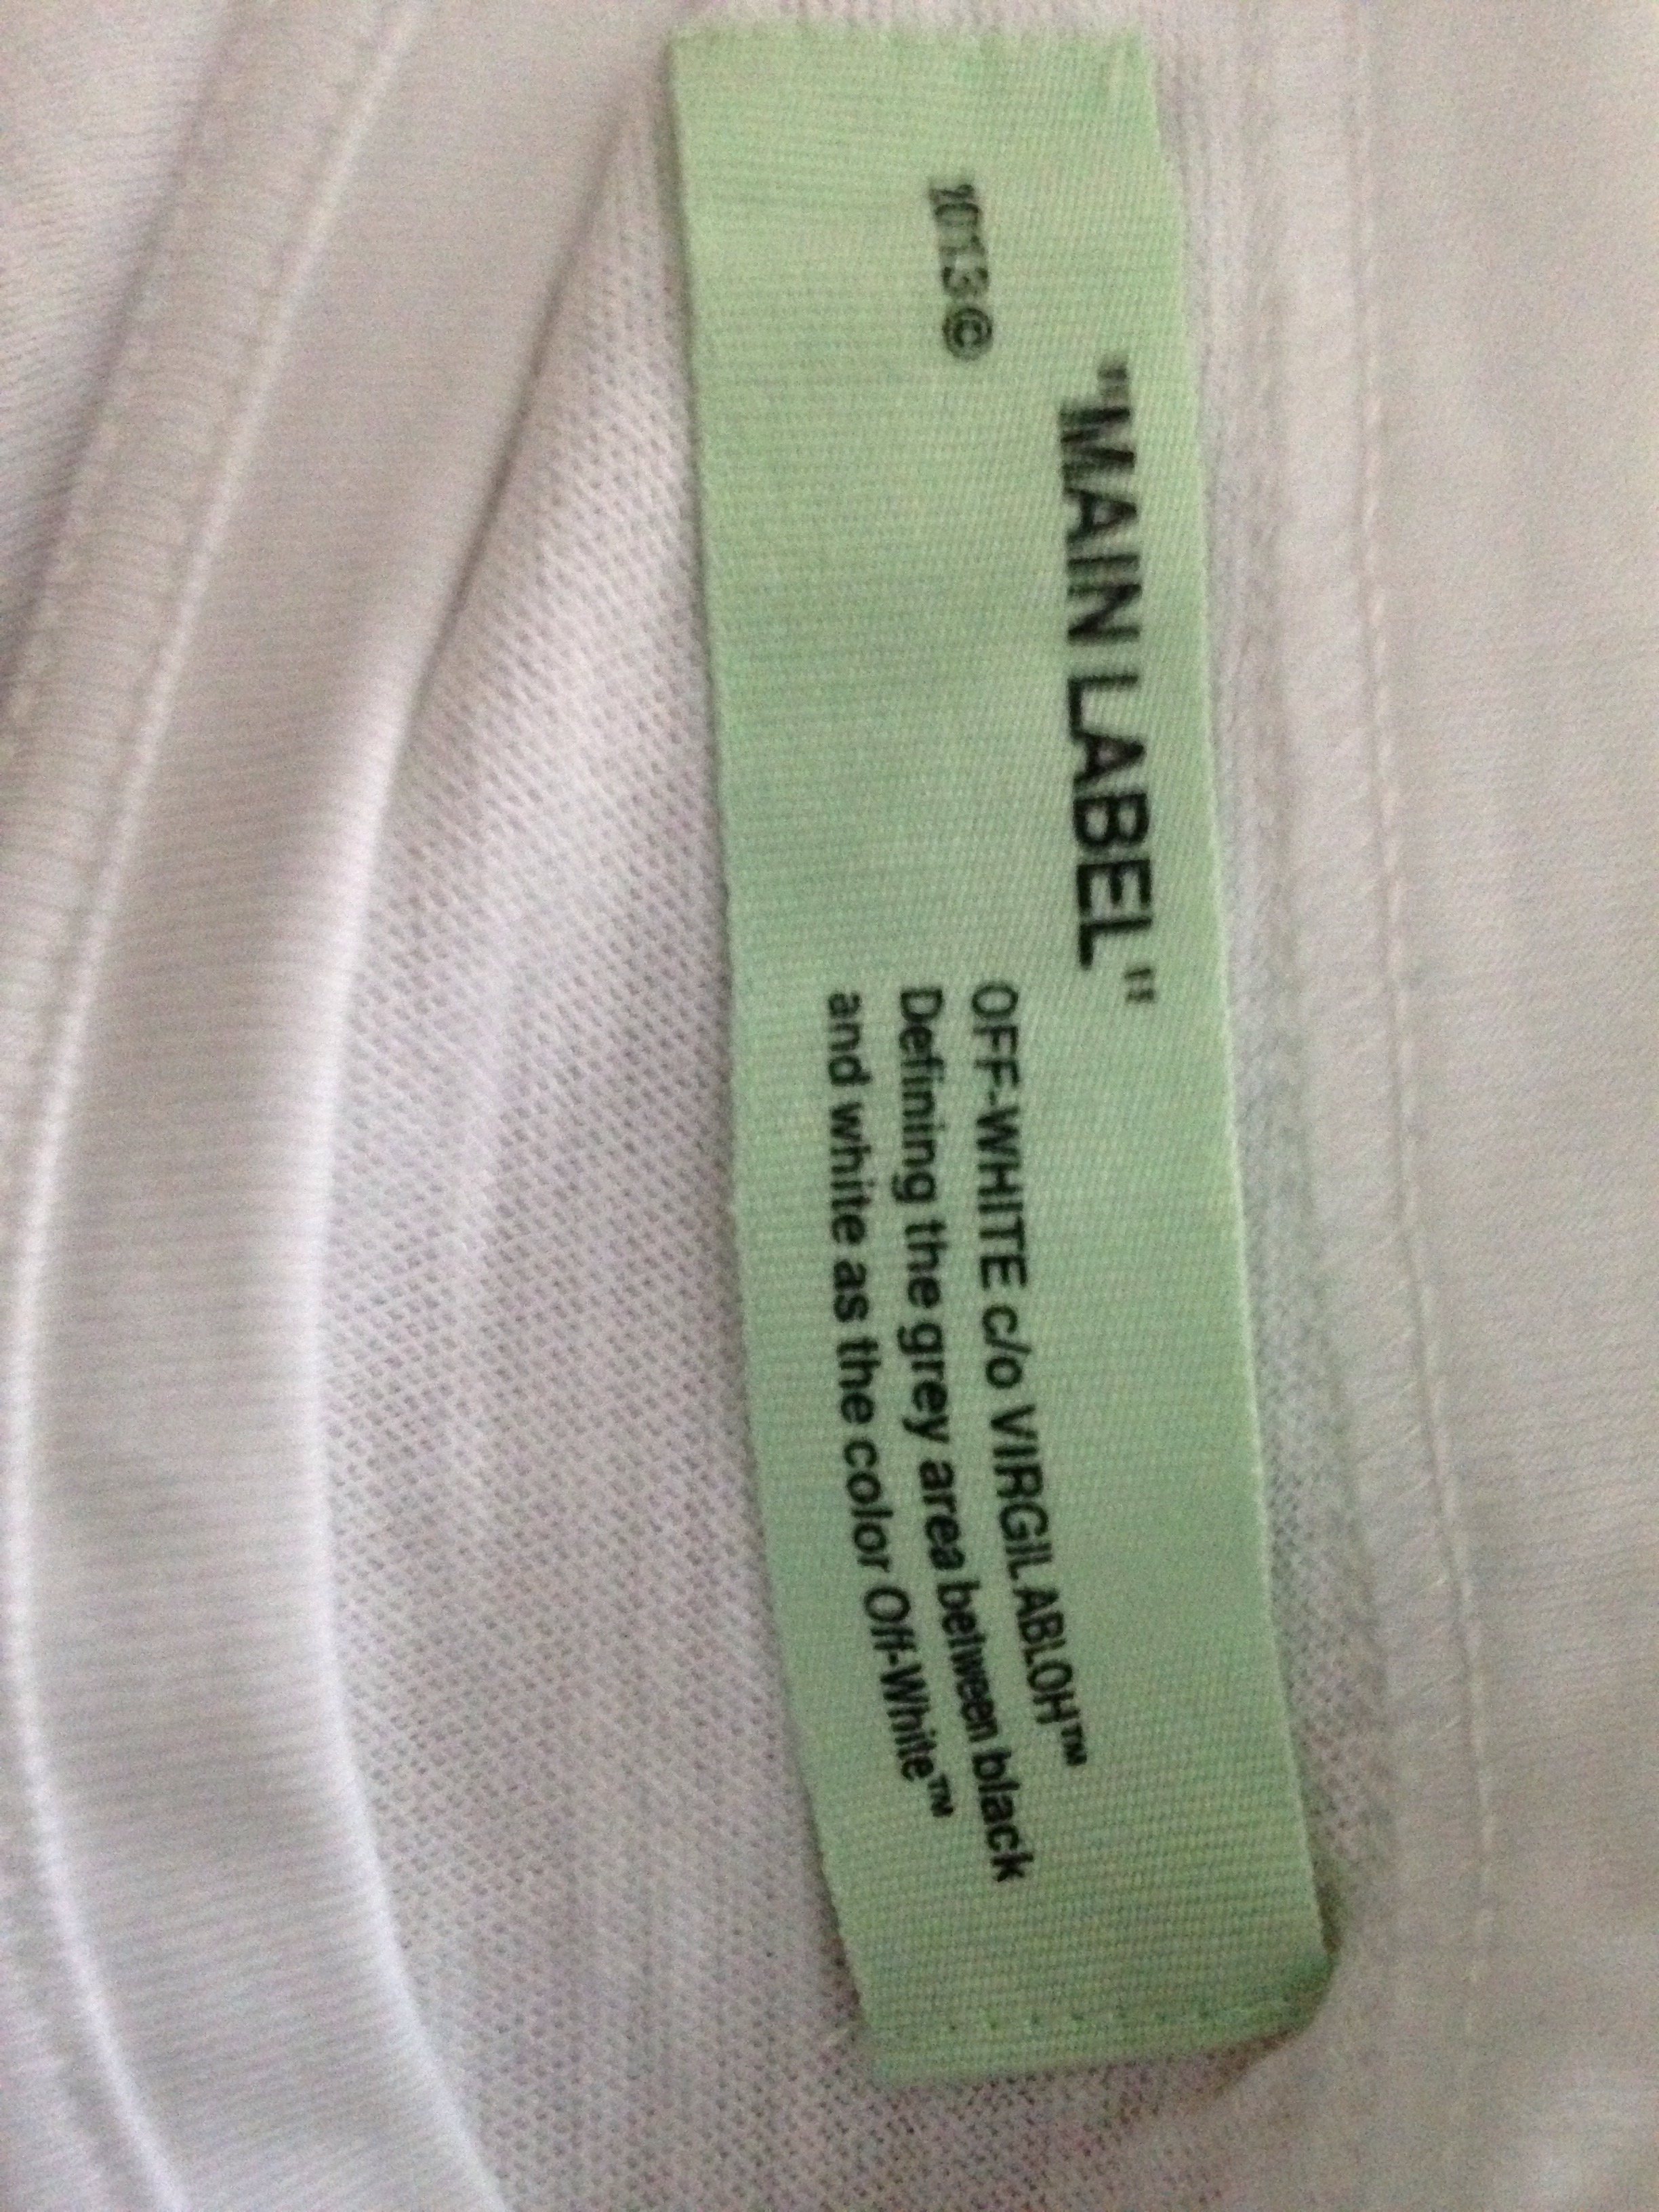 "MAIN LABEL"
OFF-WHITE c/o VIRGIL ABLOH™
Defining the grey area between black
and white as the color Off-White™